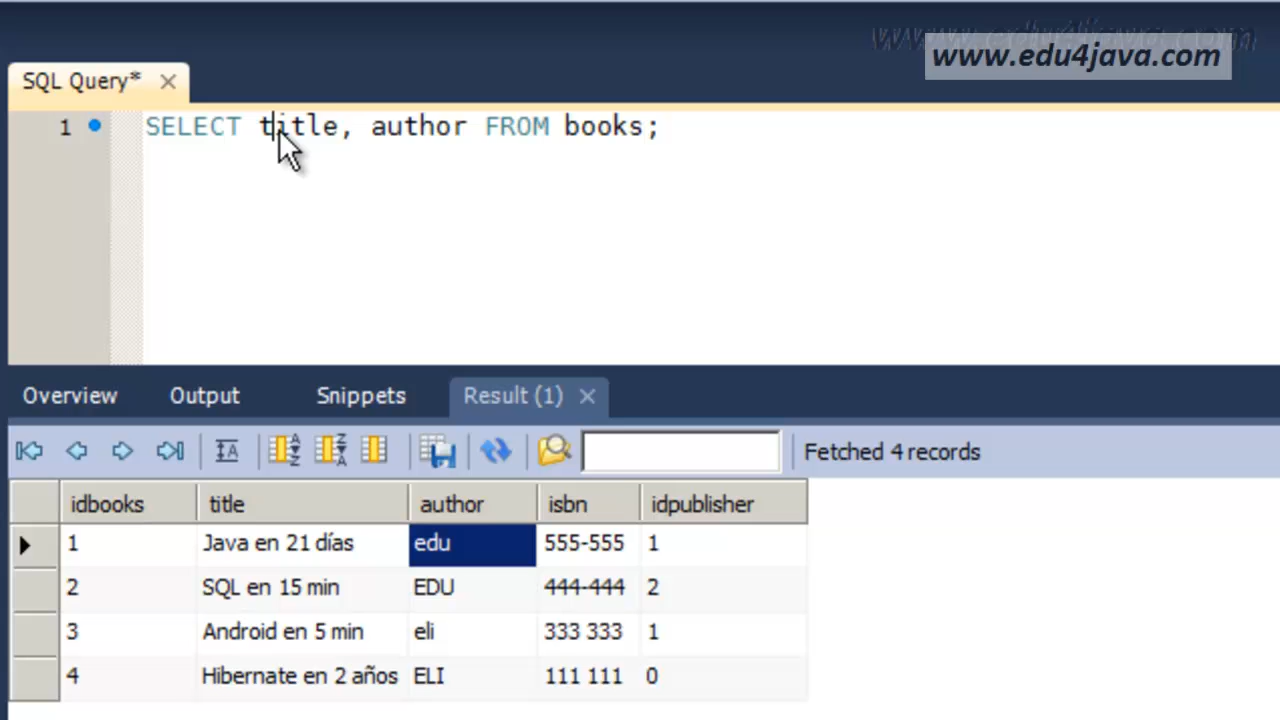 www.edu4java.com
www.edu4java.com
SQL Query*
1 SELECT title, author FROM books;
Overview Output Snippets Result (1)
Fetched 4 records
idbooks title author isbn idpublisher
1 Java en 21 días edu 555-555 1
2 SQL en 15 min EDU 444-444 2
3 Android en 5 min eli 333 333 1
4 Hibernate en 2 años ELI 111 111 0